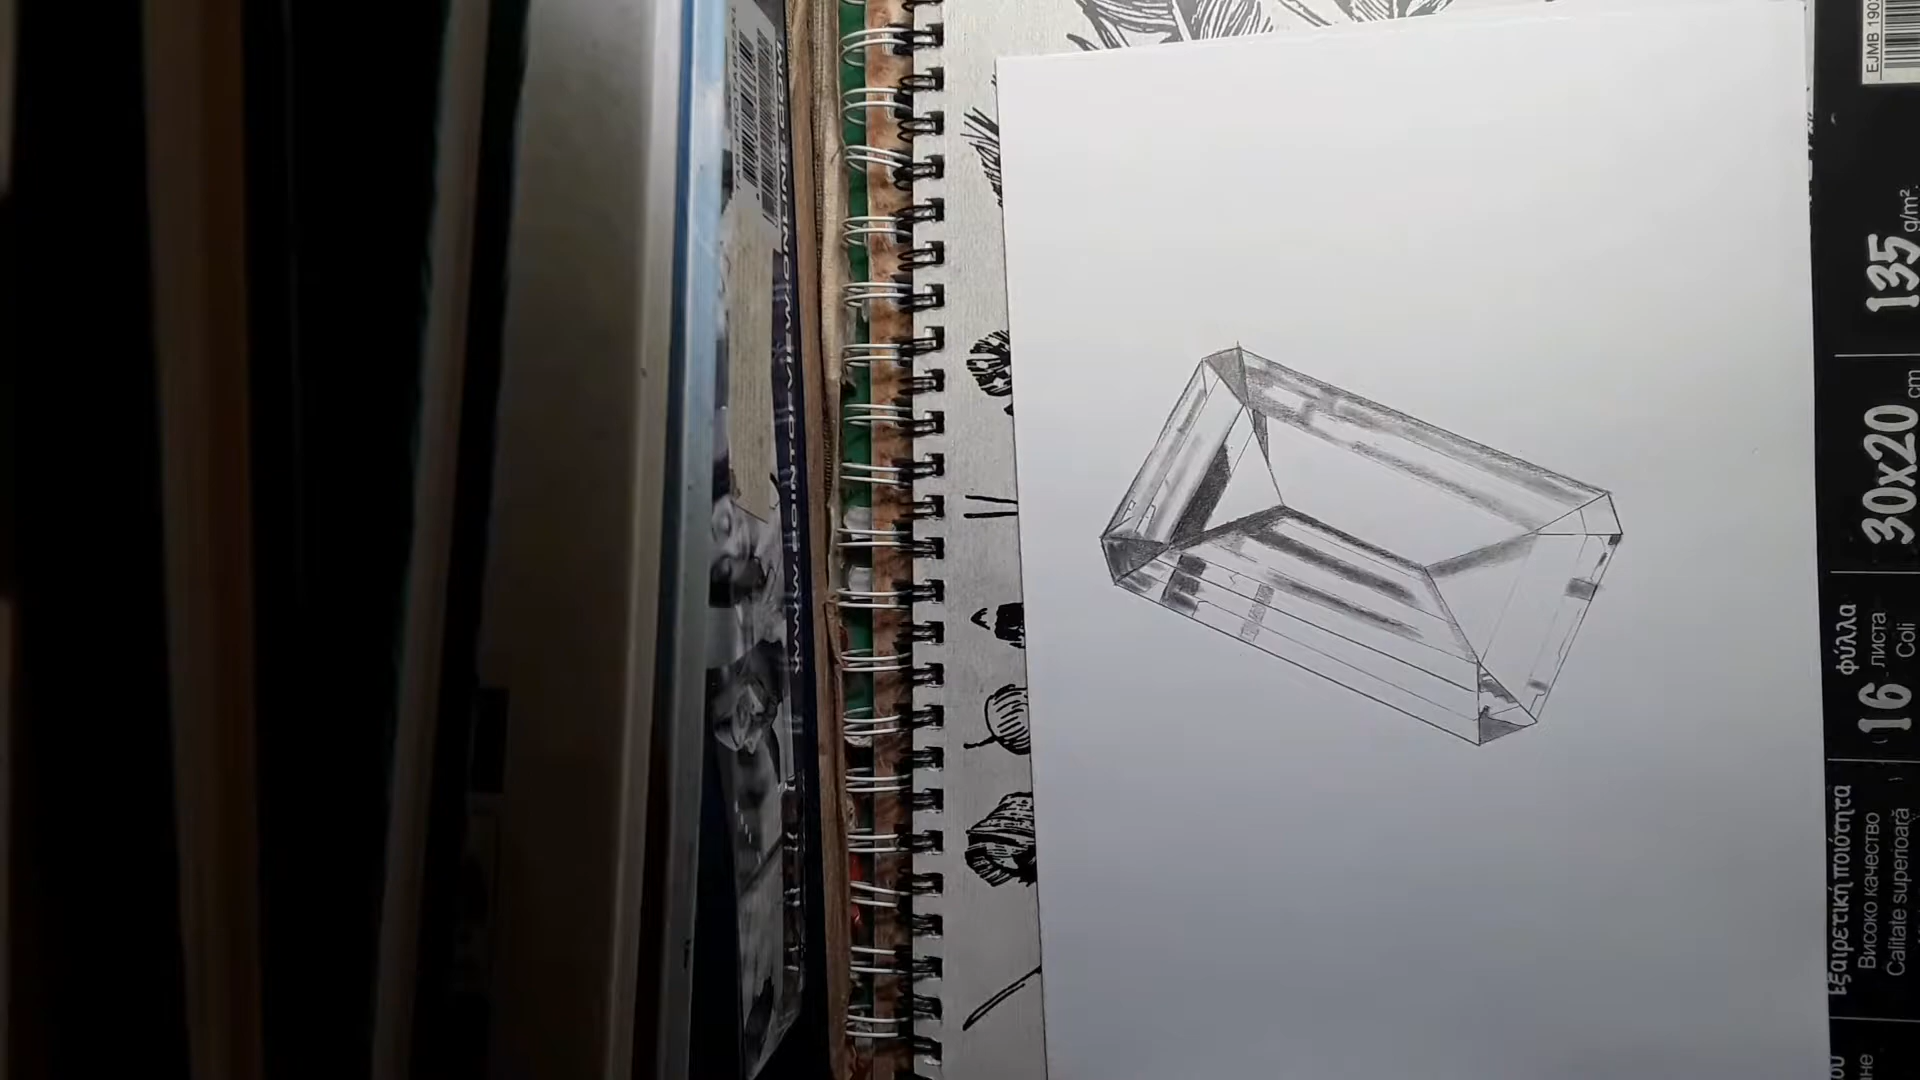 EJMB 1902
135 g/m².
30x20 cm
16 φύλλα
листа
Coli
εξαιρετική ποιότητα
Високо качество
Calitate superioară
WWW.POINTOFVIEWONLINE.COM